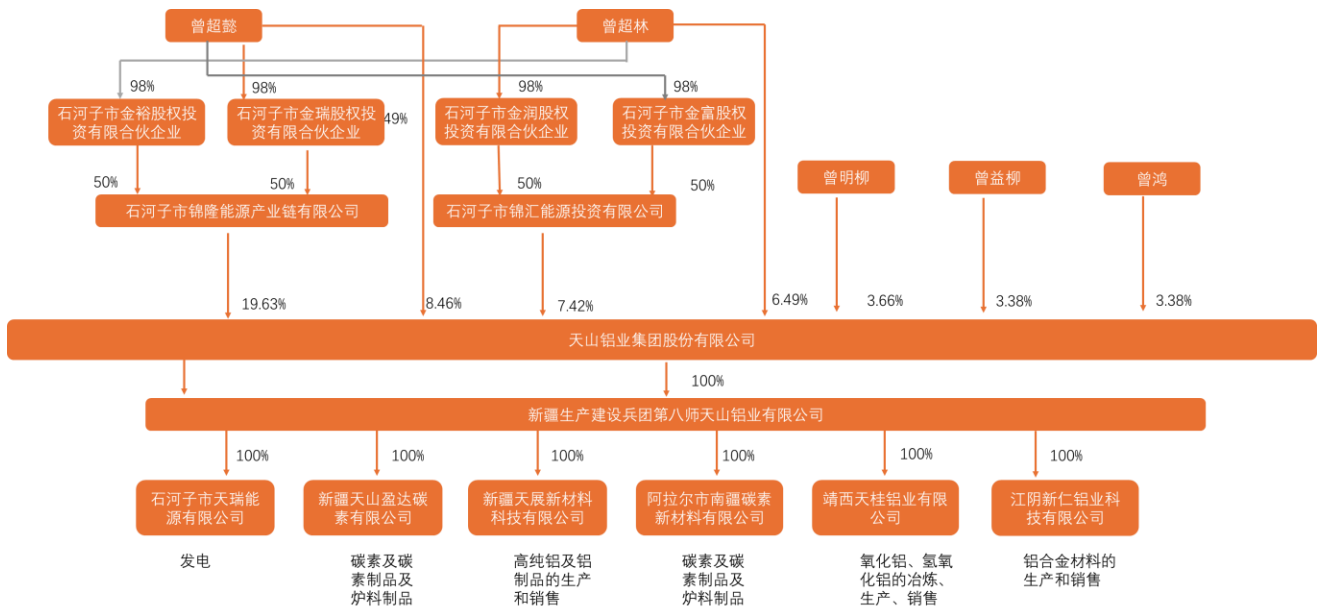 曾超懿
曾超林
98%
98%
98%
98%
石河子市金裕股权投
资有限合伙企业
石河子市金瑞股权投
资有限合伙企业
49%
石河子市金润股权
投资有限合伙企业
石河子市金富股权
投资有限合伙企业
50%
50%
50%
50%
曾明柳
曾益柳
曾鸿
石河子市锦隆能源产业链有限公司
石河子市锦汇能源投资有限公司
19.63%
8.46%
7.42%
6.49%
3.66%
3.38%
3.38%
天山铝业集团股份有限公司
100%
新疆生产建设兵团第八师天山铝业有限公司
100%
100%
100%
100%
100%
100%
石河子市天瑞能
源有限公司
新疆天山盈达碳
素有限公司
新疆天展新材料
科技有限公司
阿拉尔市南疆碳素
新材料有限公司
靖西天桂铝业有限
公司
江阴新仁铝业科
技有限公司
发电
碳素及碳
素制品及
炉料制品
高纯铝及铝
制品的生产
和销售
碳素及碳
素制品及
炉料制品
氧化铝、氢氧
化铝的冶炼、
生产、销售
铝合金材料的
生产和销售